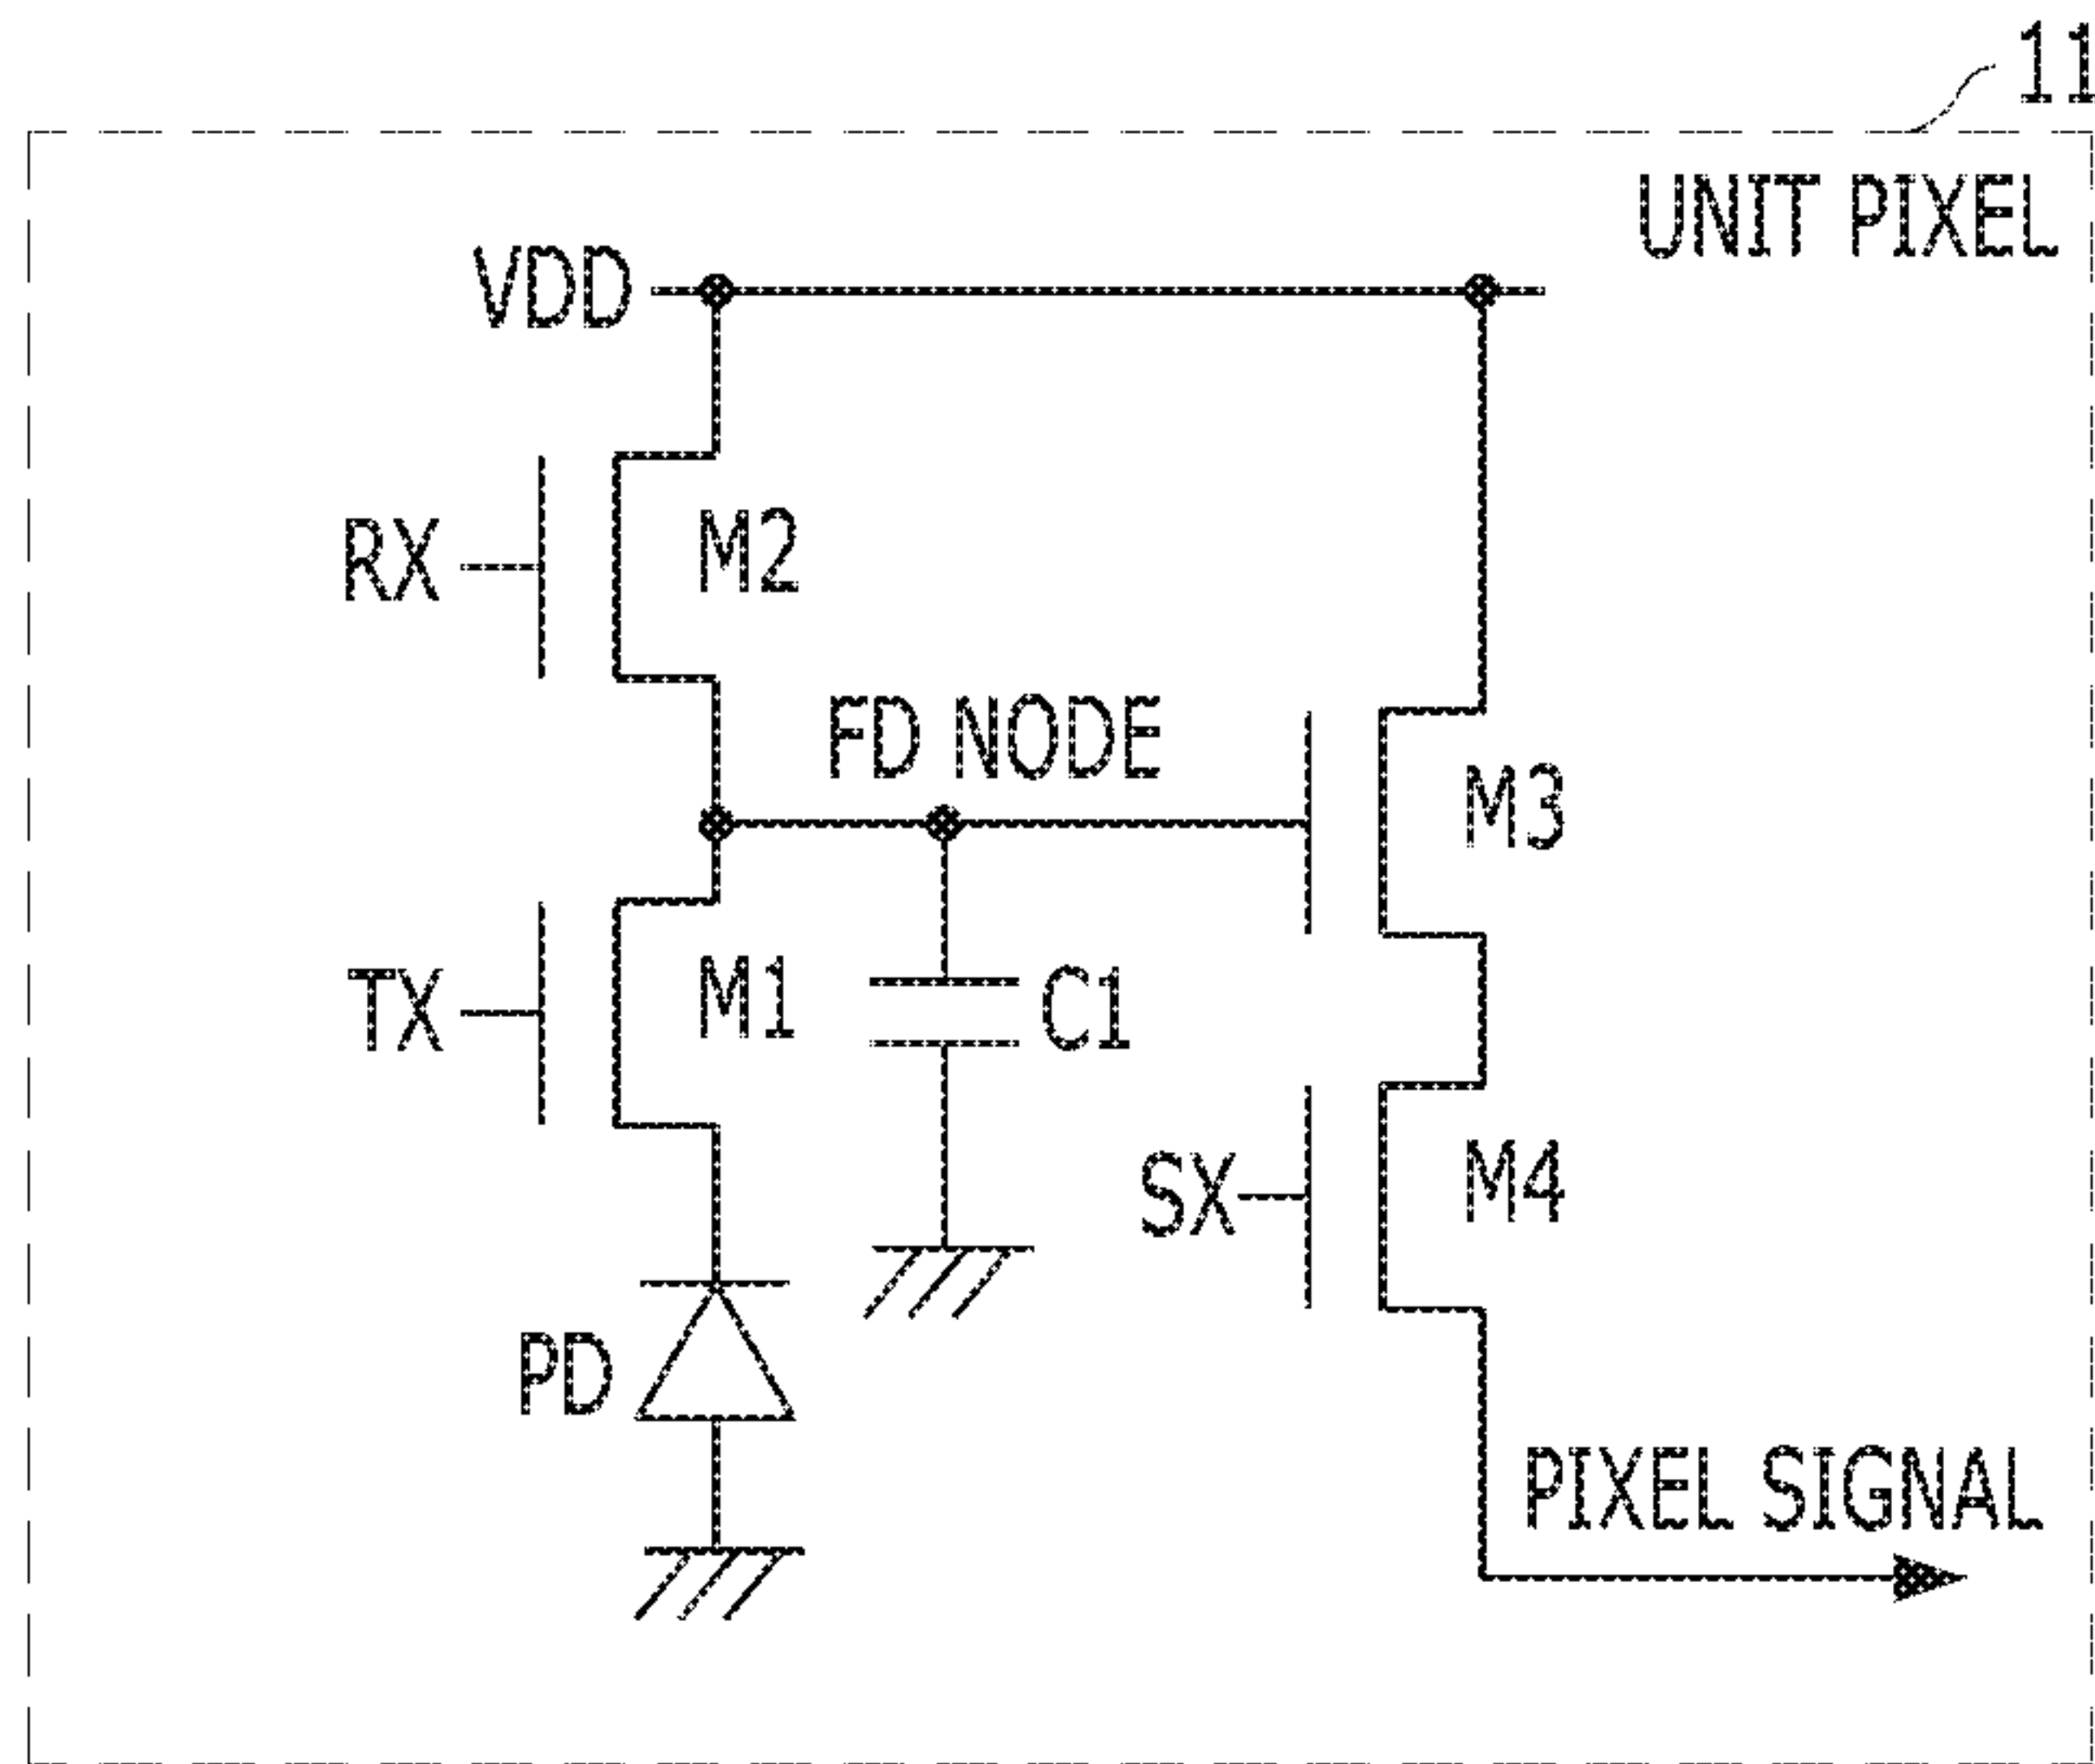 11
UNIT PIXEL
VDD
RX
M2
FD NODE
M3
TX
M1
C1
SX
M4
PD
PIXEL SIGNAL